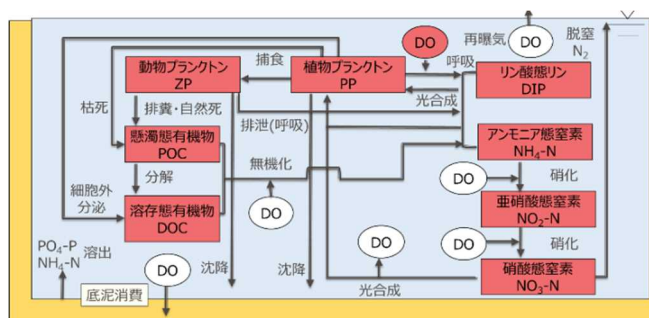 DO
再曝気
DO
脱窒
N₂
捕食
呼吸
動物プランクトン
ZP
植物プランクトン
PP
リン酸態リン
DIP
光合成
枯死
排糞・自然死
排泄(呼吸)
懸濁態有機物
POC
アンモニア態窒素
NH₄-N
無機化
分解
DO
硝化
細胞外
分泌
溶存態有機物
DOC
DO
亜硝酸態窒素
NO₂-N
PO₄-P
NH₄-N
溶出
DO
DO
DO
硝化
沈降
沈降
光合成
硝酸態窒素
NO₃-N
底泥消費